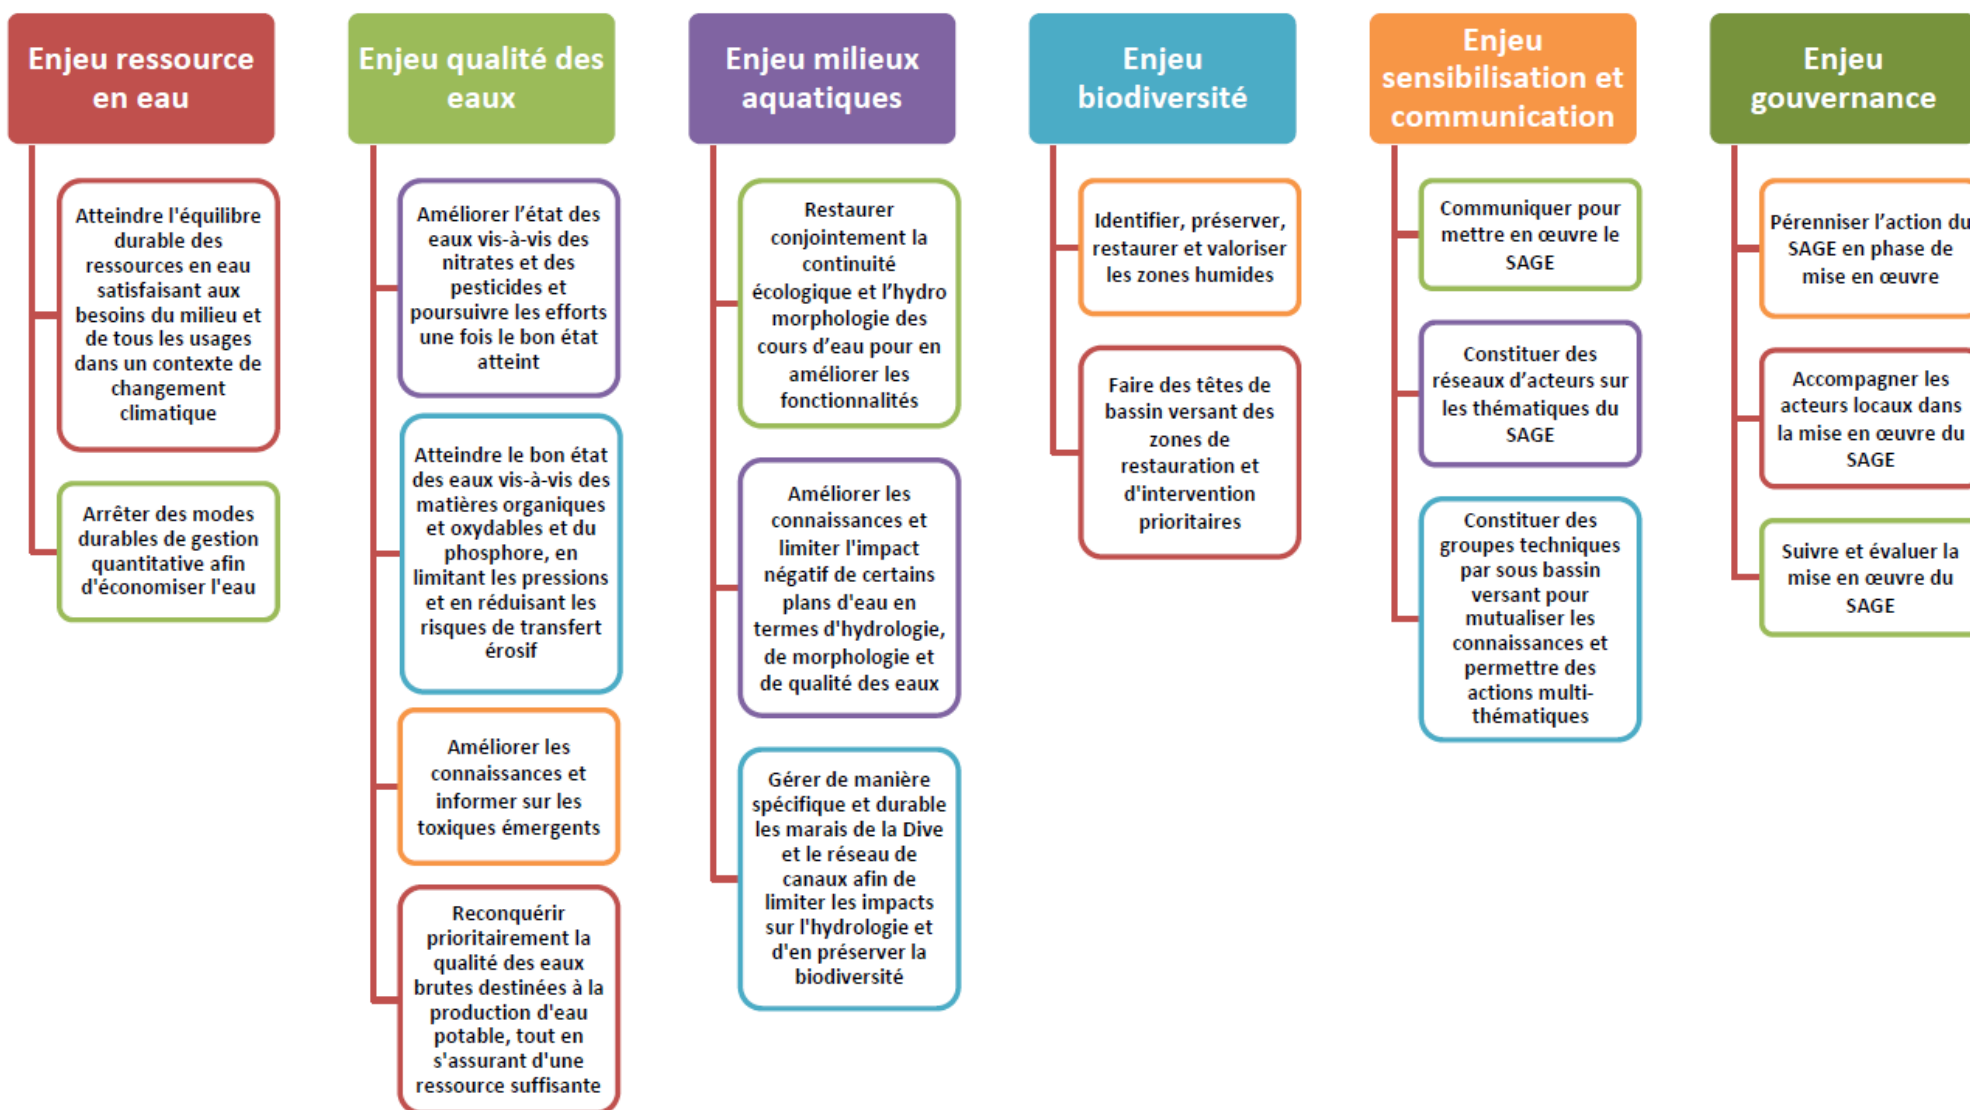 Enjeu ressource
en eau
Atteindre l'équilibre
durable des
ressources en eau
satisfaisant aux
besoins du milieu et
de tous les usages
dans un contexte de
changement
climatique
Arrêter des modes
durables de gestion
quantitative afin
d'économiser l'eau
Enjeu qualité des
eaux
Améliorer l’état des
eaux vis-à-vis des
nitrates et des
pesticides et
poursuivre les efforts
une fois le bon état
atteint
Atteindre le bon état
des eaux vis-à-vis des
matières organiques
et oxydables et du
phosphore, en
limitant les pressions
et en réduisant les
risques de transfert
érosif
Améliorer les
connaissances et
informer sur les
toxiques émergents
Reconquérir
prioritairement la
qualité des eaux
brutes destinées à la
production d'eau
potable, tout en
s'assurant d'une
ressource suffisante
Enjeu milieux
aquatiques
Restaurer
conjointement la
continuité
écologique et l’hydro
morphologie des
cours d’eau pour en
améliorer les
fonctionnalités
Améliorer les
connaissances et
limiter l'impact
négatif de certains
plans d'eau en
termes d'hydrologie,
de morphologie et
de qualité des eaux
Gérer de manière
spécifique et durable
les marais de la Dive
et le réseau de
canaux afin de
limiter les impacts
sur l'hydrologie et
d'en préserver la
biodiversité
Enjeu
biodiversité
Identifier, préserver,
restaurer et valoriser
les zones humides
Faire des têtes de
bassin versant des
zones de
restauration et
d'intervention
prioritaires
Enjeu
sensibilisation et
communication
Communiquer pour
mettre en œuvre le
SAGE
Constituer des
réseaux d’acteurs sur
les thématiques du
SAGE
Constituer des
groupes techniques
par sous bassin
versant pour
mutualiser les
connaissances et
permettre des
actions multi-
thématiques
Enjeu
gouvernance
Pérenniser l’action du
SAGE en phase de
mise en œuvre
Accompagner les
acteurs locaux dans
la mise en œuvre du
SAGE
Suivre et évaluer la
mise en œuvre du
SAGE